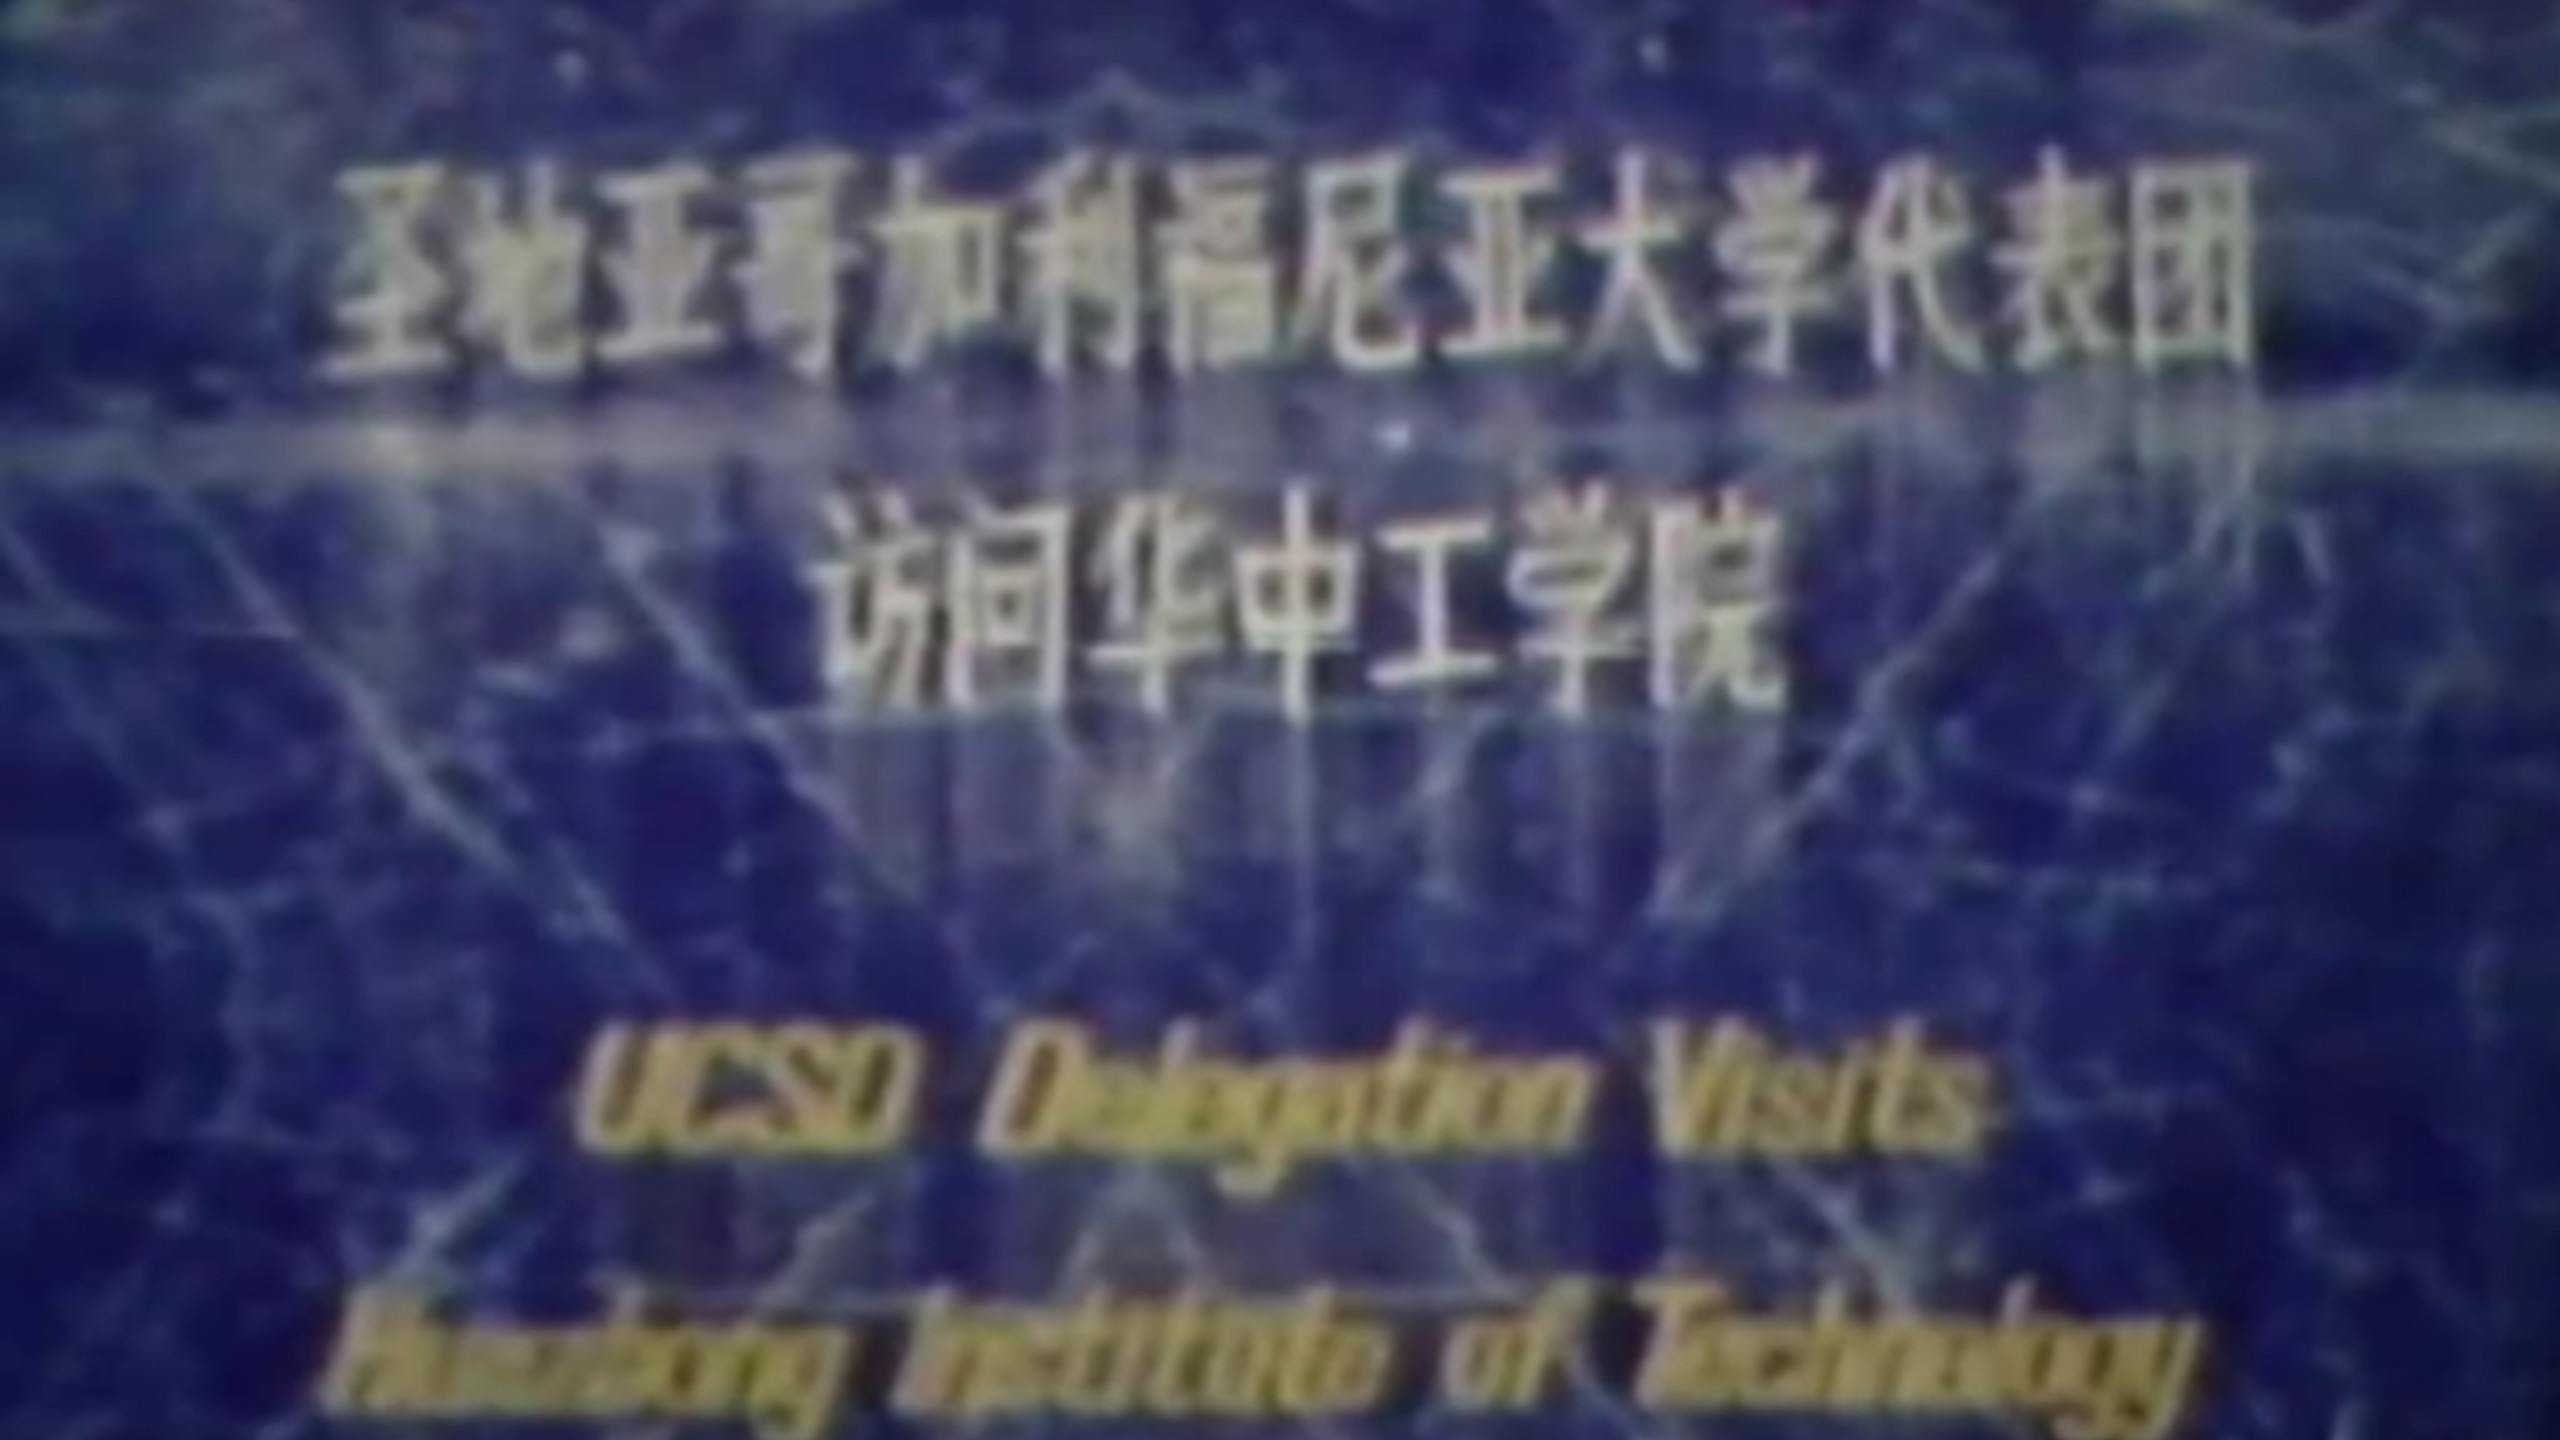 圣地亚哥加利福尼亚大学代表团
访问华中工学院
UCSD Delegation Visits
Huazhong Institute of Technology